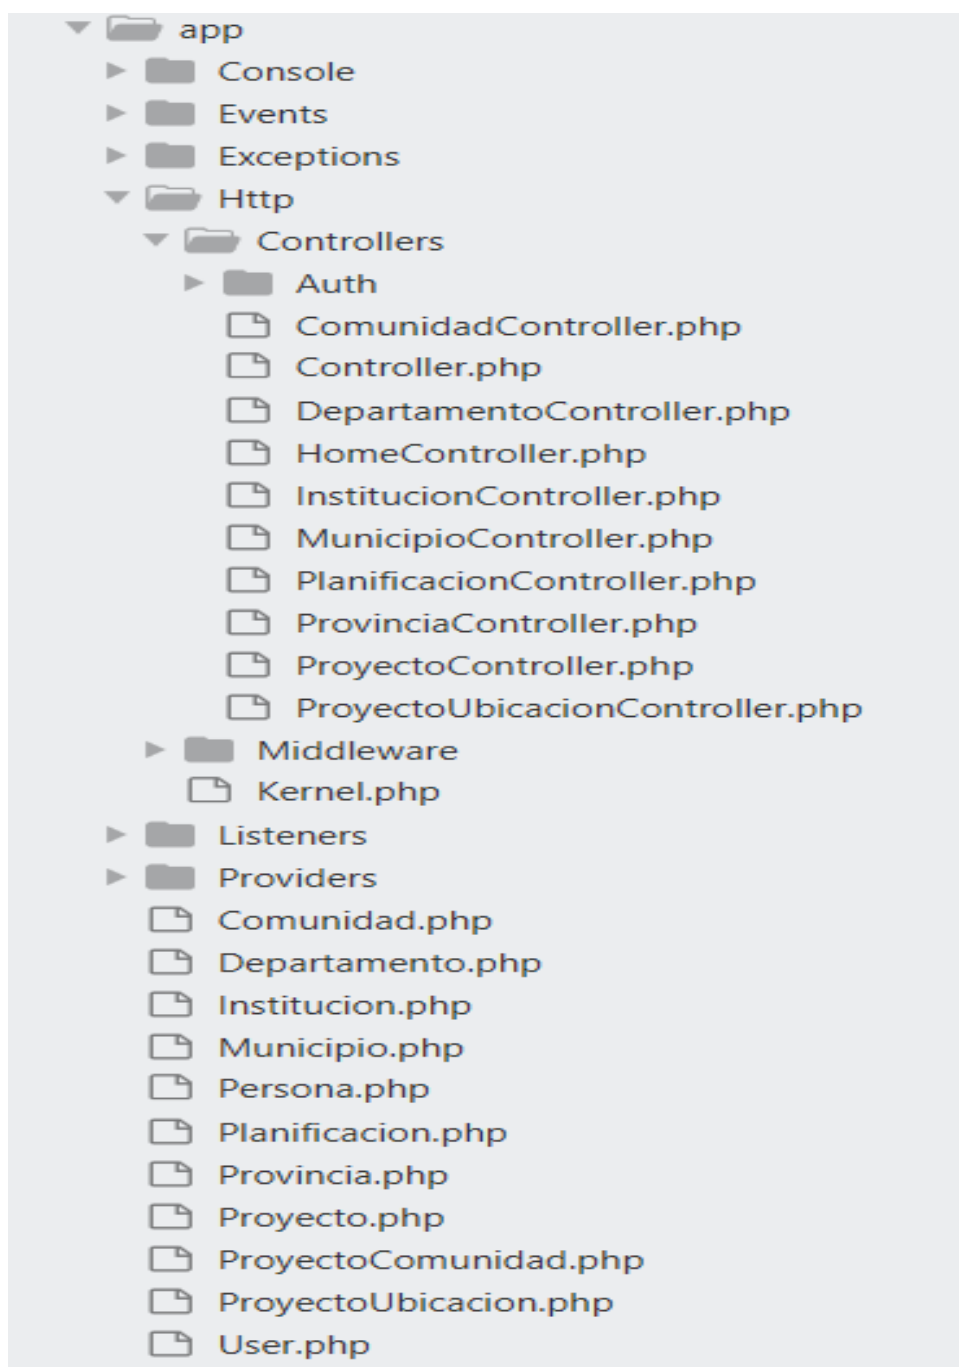 app
Console
Events
Exceptions
Http
Controllers
Auth
ComunidadController.php
Controller.php
DepartamentoController.php
HomeController.php
InstitucionController.php
MunicipioController.php
PlanificacionController.php
ProvinciaController.php
ProyectoController.php
ProyectoUbicacionController.php
Middleware
Kernel.php
Listeners
Providers
Comunidad.php
Departamento.php
Institucion.php
Municipio.php
Persona.php
Planificacion.php
Provincia.php
Proyecto.php
ProyectoComunidad.php
ProyectoUbicacion.php
User.php